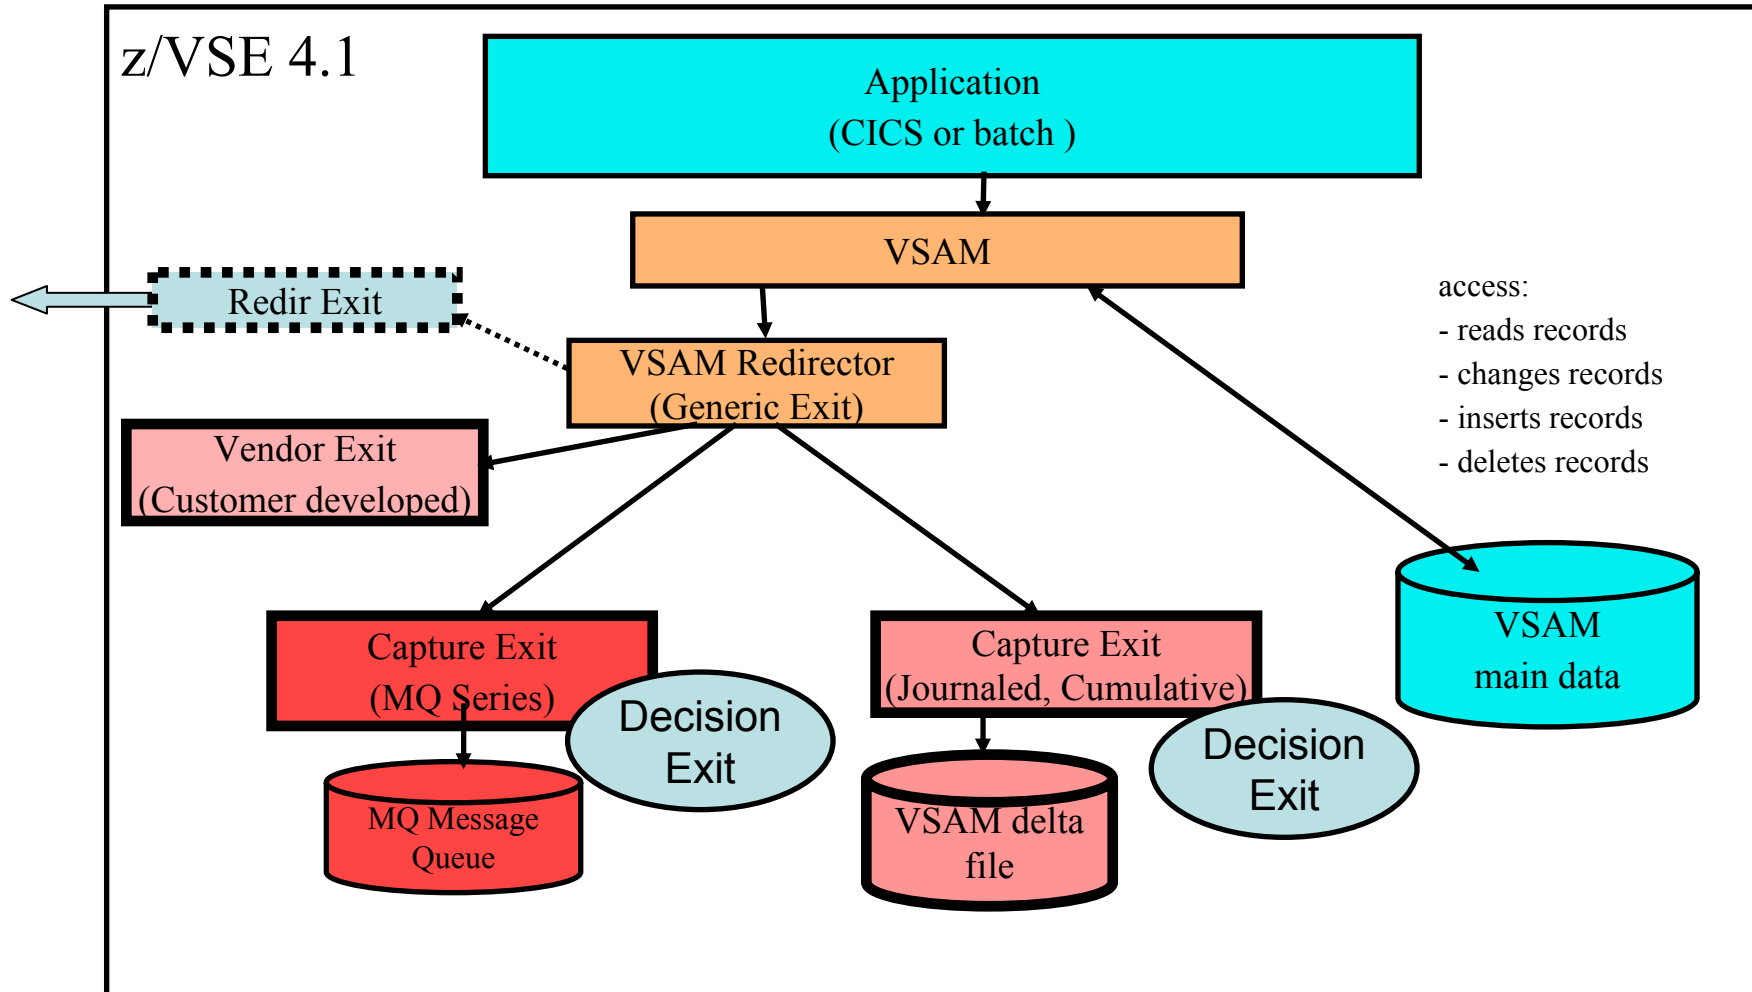 z/VSE 4.1
Application
(CICS or batch )
VSAM
Redir Exit
access:
- reads records
- changes records
- inserts records
- deletes records
VSAM Redirector
(Generic Exit)
Vendor Exit
(Customer developed)
Capture Exit
(MQ Series)
Decision
Exit
Capture Exit
(Journaled, Cumulative)
Decision
Exit
VSAM
main data
MQ Message
Queue
VSAM delta
file